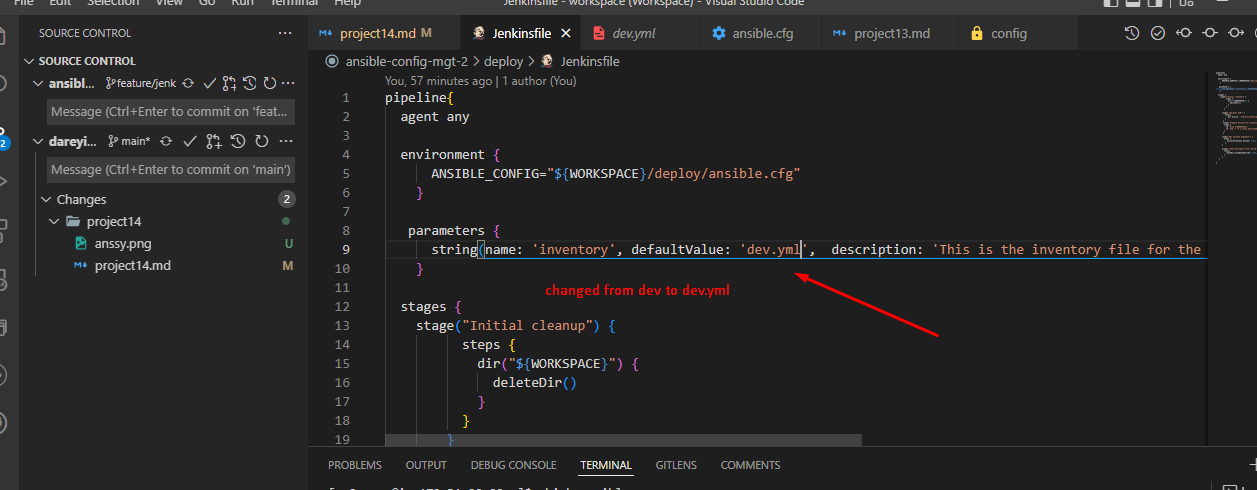 File Edit Selection View Go Run Terminal Help Jenkinsfile - workspace (Workspace) - Visual Studio Code
SOURCE CONTROL
project14.md M Jenkinsfile dev.yml ansible.cfg project13.md config
SOURCE CONTROL
ansible-config-mgt-2 > deploy > Jenkinsfile
ansibl... feature/jenk
You, 57 minutes ago | 1 author (You)
Message (Ctrl+Enter to commit on 'feat...
dareyi... main*
Message (Ctrl+Enter to commit on 'main')
Changes 2
project14
anssy.png U
project14.md M
2
1 pipeline{
2 agent any
3
4 environment {
5 ANSIBLE_CONFIG="${WORKSPACE}/deploy/ansible.cfg"
6 }
7
8 parameters {
9 string(name: 'inventory', defaultValue: 'dev.yml', description: 'This is the inventory file for the
10 }
11
changed from dev to dev.yml
12 stages {
13 stage("Initial cleanup") {
14 steps {
15 dir("${WORKSPACE}") {
16 deleteDir()
17 }
18 }
19 }
PROBLEMS OUTPUT DEBUG CONSOLE TERMINAL GITLENS COMMENTS